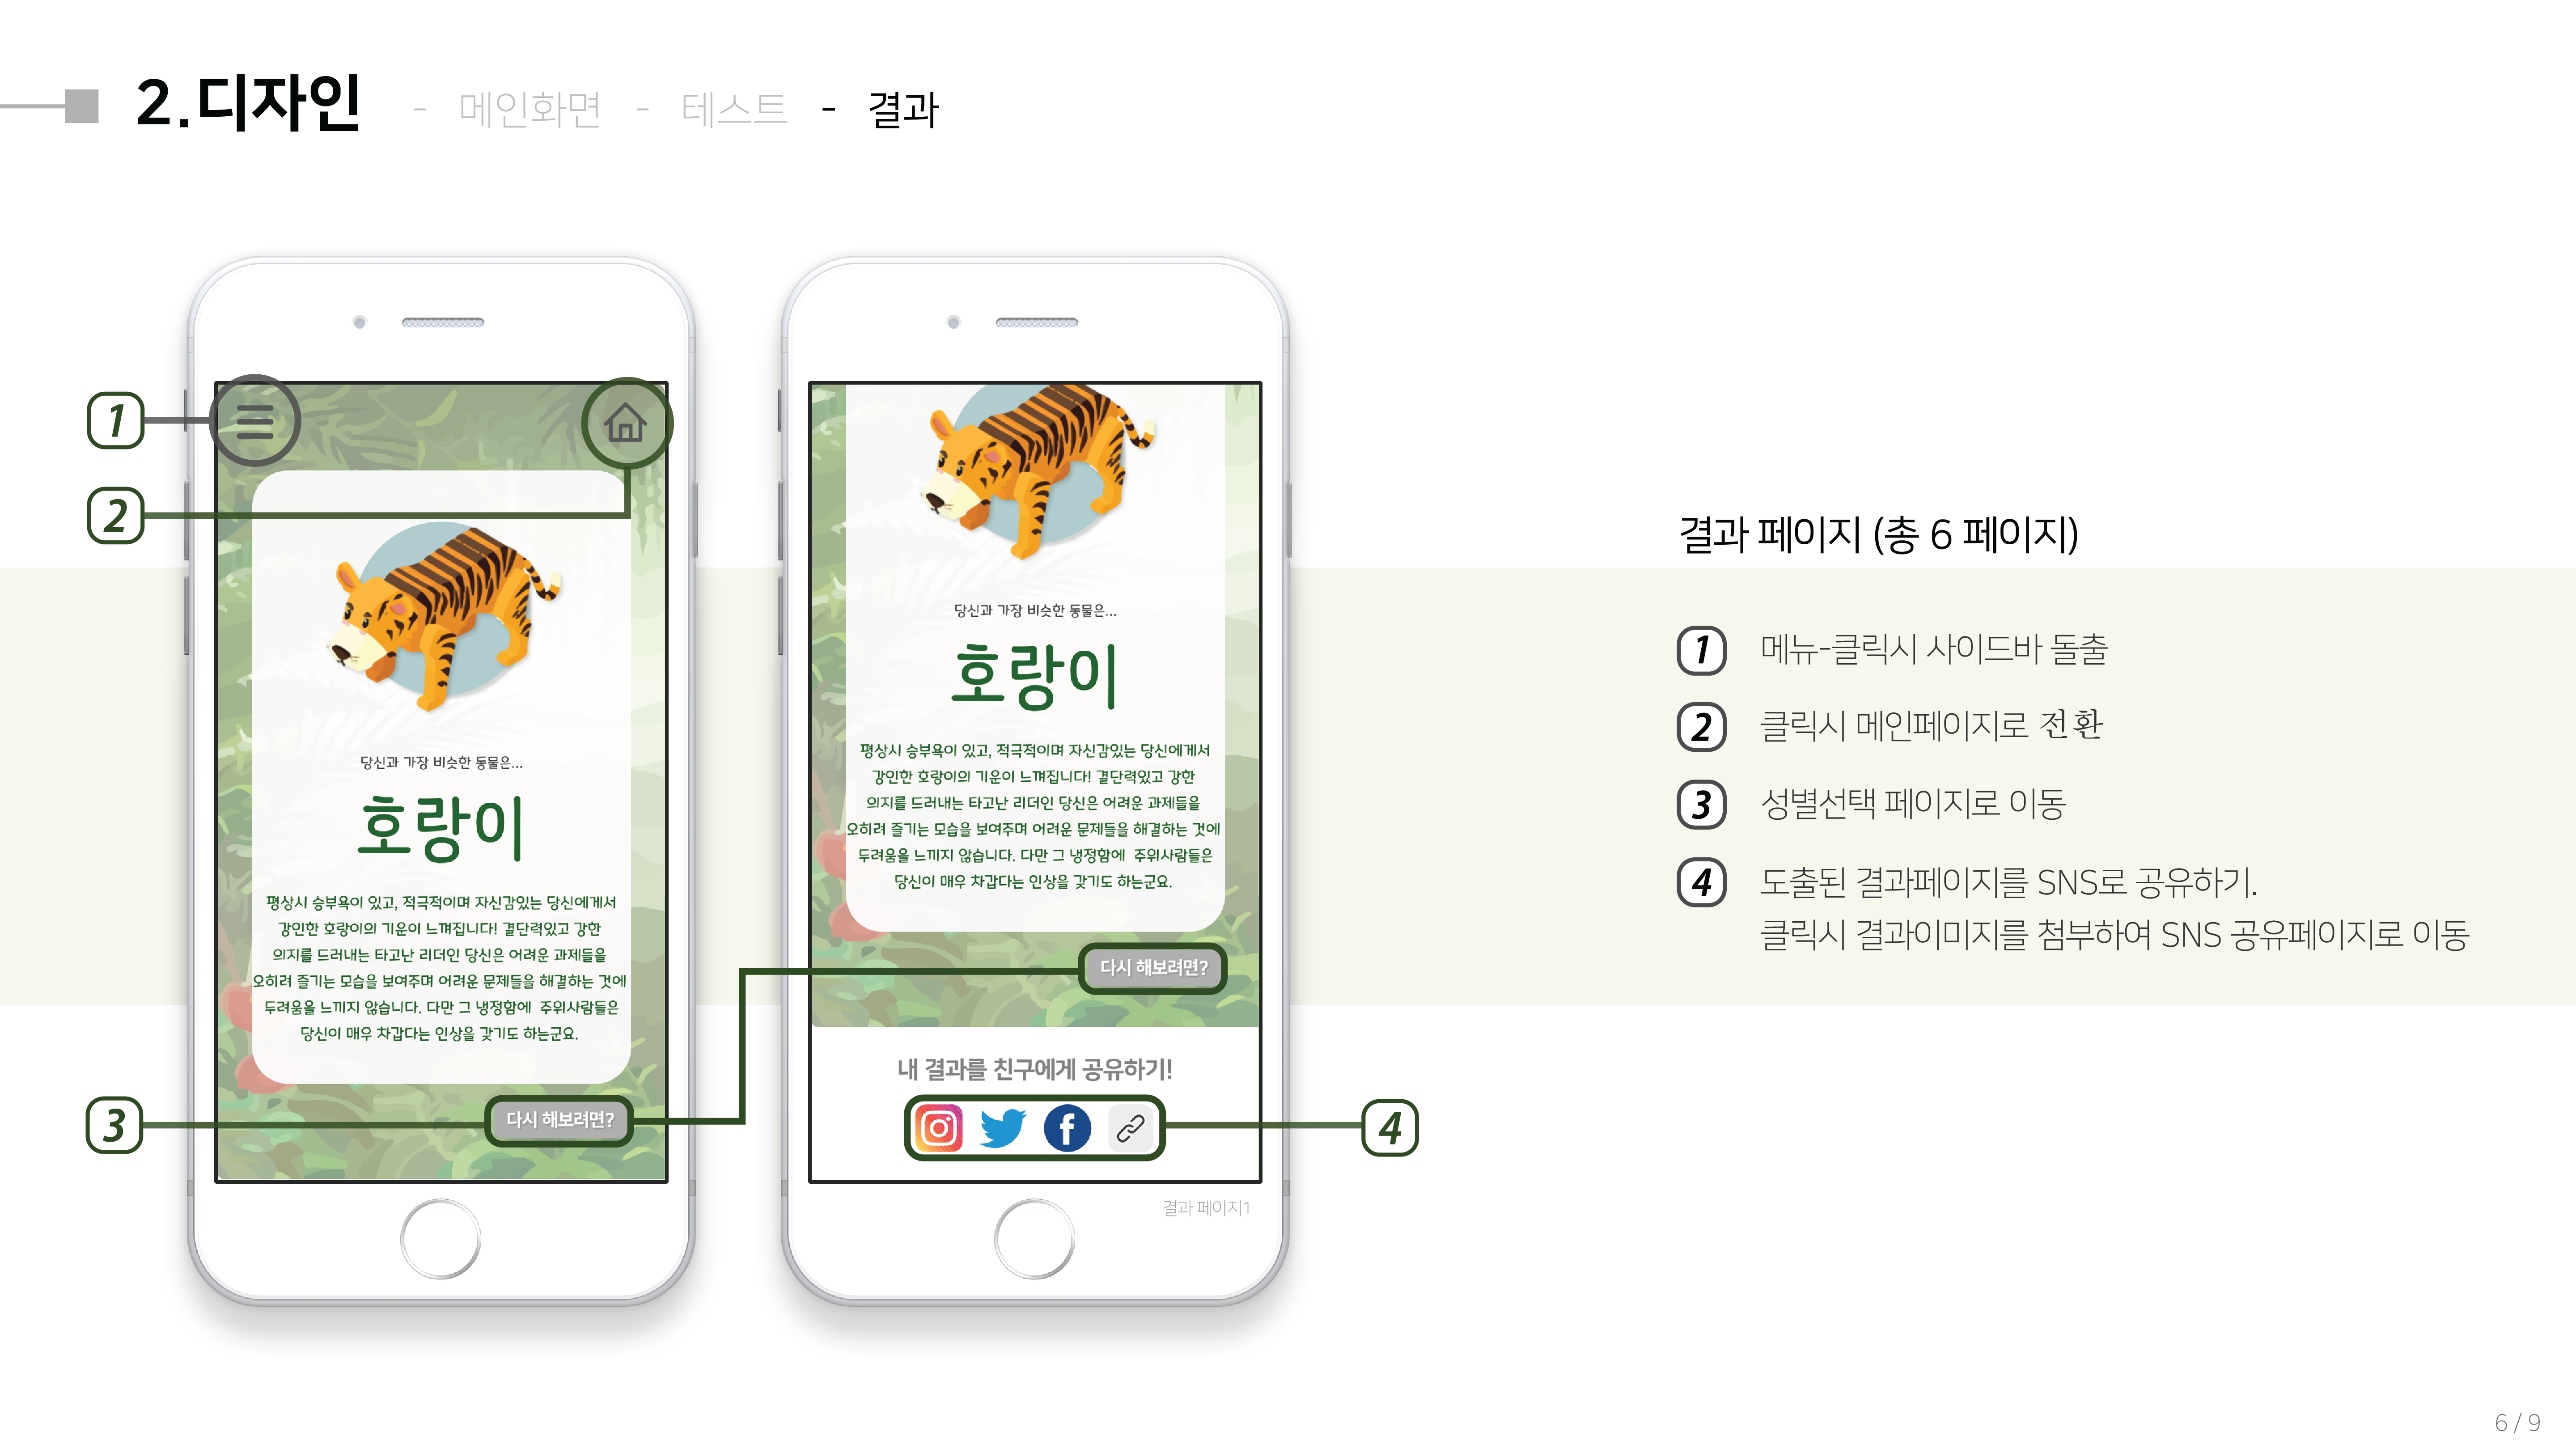 2.디자인 - 메인화면 - 테스트 - 결과
1
2
당신과 가장 비슷한 동물은...
호랑이
평상시 승부욕이 있고, 적극적이며 자신감있는 당신에게서
강인한 호랑이의 기운이 느껴집니다! 결단력있고 강한
의지를 드러내는 타고난 리더인 당신은 어려운 과제들을
오히려 즐기는 모습을 보여주며 어려운 문제들을 해결하는 것에
두려움을 느끼지 않습니다. 다만 그 냉정함에 주위사람들은
당신이 매우 차갑다는 인상을 갖기도 하는군요.
3
다시 해보려면?
당신과 가장 비슷한 동물은...
호랑이
평상시 승부욕이 있고, 적극적이며 자신감있는 당신에게서
강인한 호랑이의 기운이 느껴집니다! 결단력있고 강한
의지를 드러내는 타고난 리더인 당신은 어려운 과제들을
오히려 즐기는 모습을 보여주며 어려운 문제들을 해결하는 것에
두려움을 느끼지 않습니다. 다만 그 냉정함에 주위사람들은
당신이 매우 차갑다는 인상을 갖기도 하는군요.
다시 해보려면?
내 결과를 친구에게 공유하기!
4
결과 페이지1
결과 페이지 (총 6 페이지)
1 메뉴-클릭시 사이드바 돌출
2 클릭시 메인페이지로 전환
3 성별선택 페이지로 이동
4 도출된 결과페이지를 SNS로 공유하기.
클릭시 결과이미지를 첨부하여 SNS 공유페이지로 이동
6 / 9